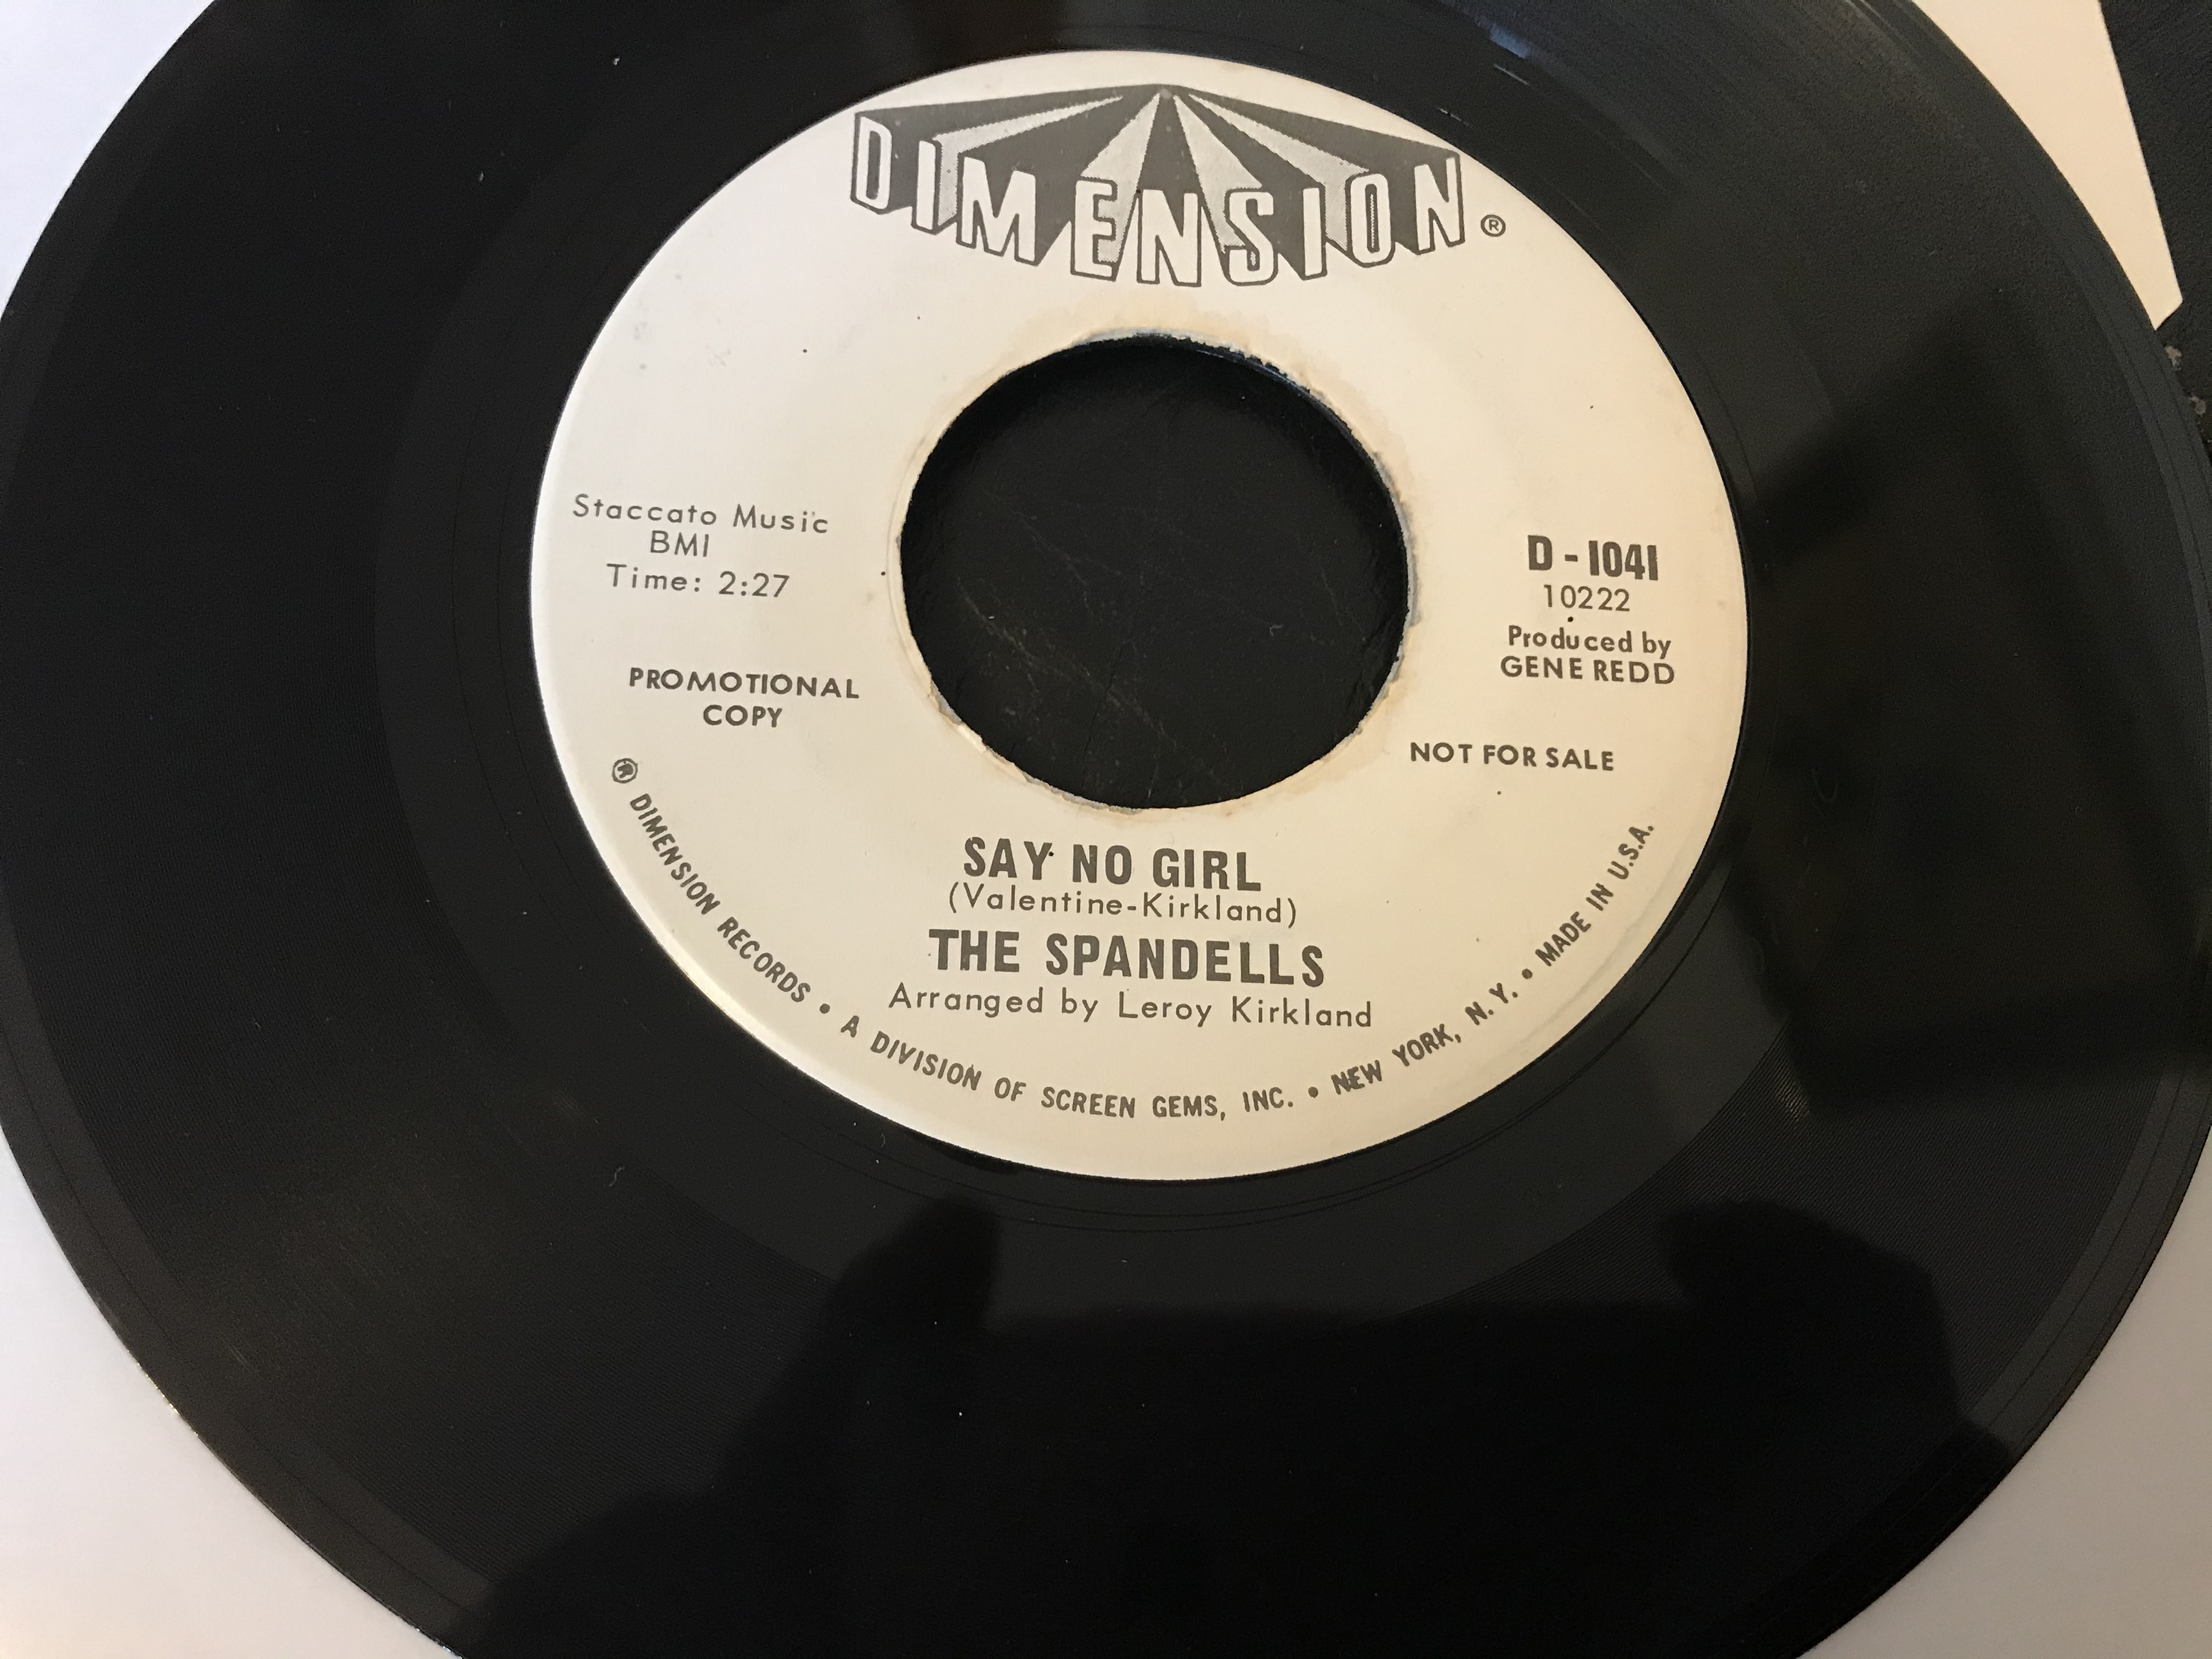 DIMENSION ®
Staccato Music
BMI
Time: 2:27
D-1041
10222
Produced by
GENE REDD
PROMOTIONAL
COPY
NOT FOR SALE
SAY NO GIRL
(Valentine-Kirkland)
THE SPANDELLS
Arranged by Leroy Kirkland
® DIMENSION RECORDS • A DIVISION OF SCREEN GEMS, INC. • NEW YORK, N. Y. • MADE IN U.S.A.